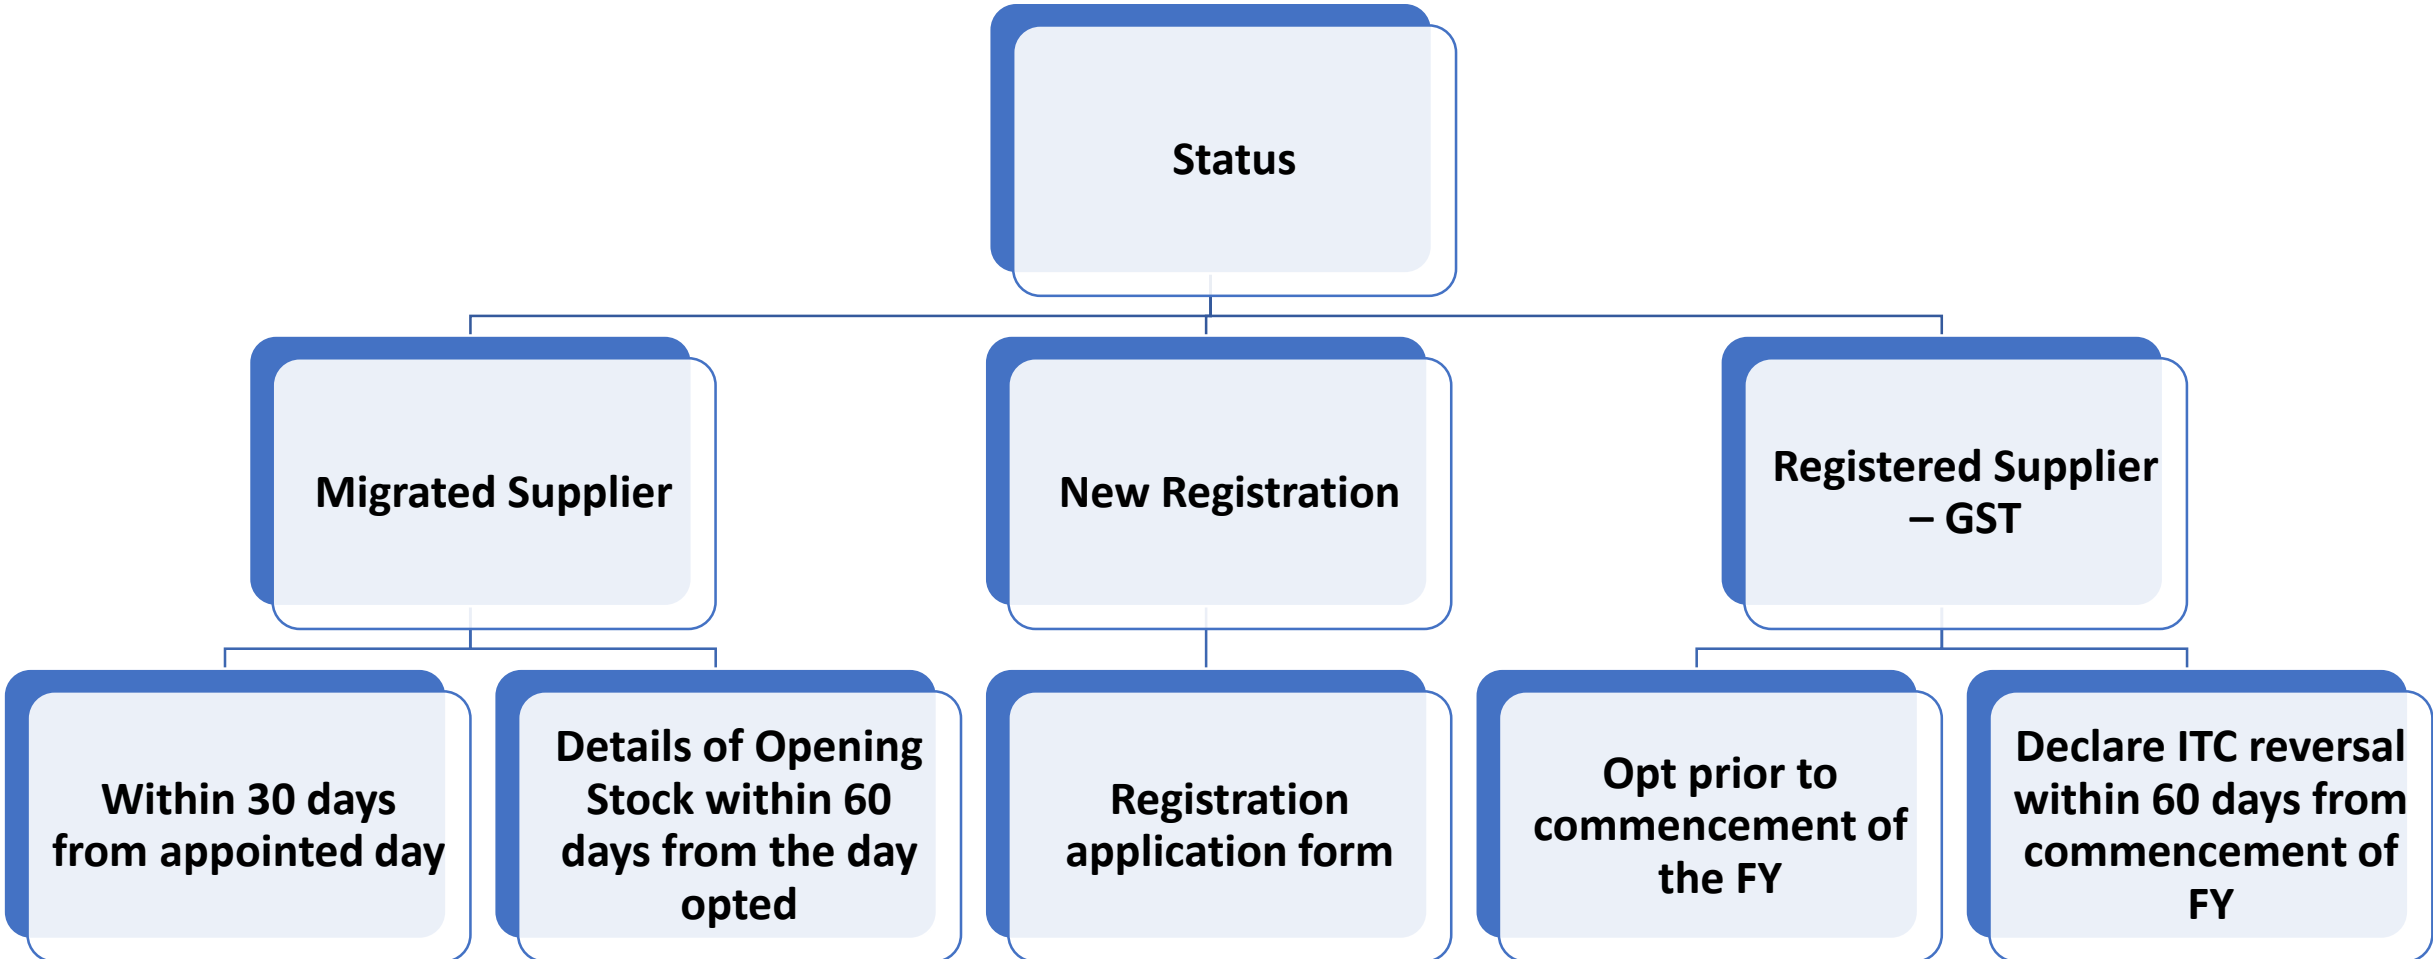 Status
Migrated Supplier
New Registration
Registered Supplier
– GST
Within 30 days
from appointed day
Details of Opening
Stock within 60
days from the day
opted
Registration
application form
Opt prior to
commencement of
the FY
Declare ITC reversal
within 60 days from
commencement of
FY